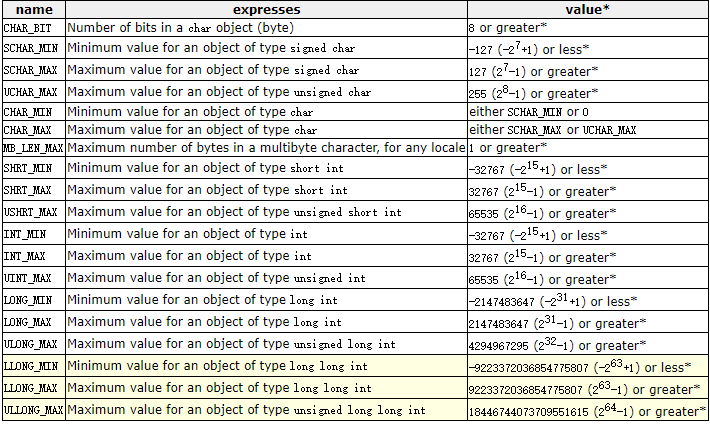 name expresses value*
CHAR_BIT Number of bits in a char object (byte) 8 or greater*
SCHAR_MIN Minimum value for an object of type signed char -127 (-2^7+1) or less*
SCHAR_MAX Maximum value for an object of type signed char 127 (2^7-1) or greater*
UCHAR_MAX Maximum value for an object of type unsigned char 255 (2^8-1) or greater*
CHAR_MIN Minimum value for an object of type char either SCHAR_MIN or 0
CHAR_MAX Maximum value for an object of type char either SCHAR_MAX or UCHAR_MAX
MB_LEN_MAX Maximum number of bytes in a multibyte character, for any locale 1 or greater*
SHRT_MIN Minimum value for an object of type short int -32767 (-2^15+1) or less*
SHRT_MAX Maximum value for an object of type short int 32767 (2^15-1) or greater*
USHRT_MAX Maximum value for an object of type unsigned short int 65535 (2^16-1) or greater*
INT_MIN Minimum value for an object of type int -32767 (-2^15+1) or less*
INT_MAX Maximum value for an object of type int 32767 (2^15-1) or greater*
UINT_MAX Maximum value for an object of type unsigned int 65535 (2^16-1) or greater*
LONG_MIN Minimum value for an object of type long int -2147483647 (-2^31+1) or less*
LONG_MAX Maximum value for an object of type long int 2147483647 (2^31-1) or greater*
ULONG_MAX Maximum value for an object of type unsigned long int 4294967295 (2^32-1) or greater*
LLONG_MIN Minimum value for an object of type long long int -9223372036854775807 (-2^63+1) or less*
LLONG_MAX Maximum value for an object of type long long int 9223372036854775807 (2^63-1) or greater*
ULLONG_MAX Maximum value for an object of type unsigned long long int 18446744073709551615 (2^64-1) or greater*